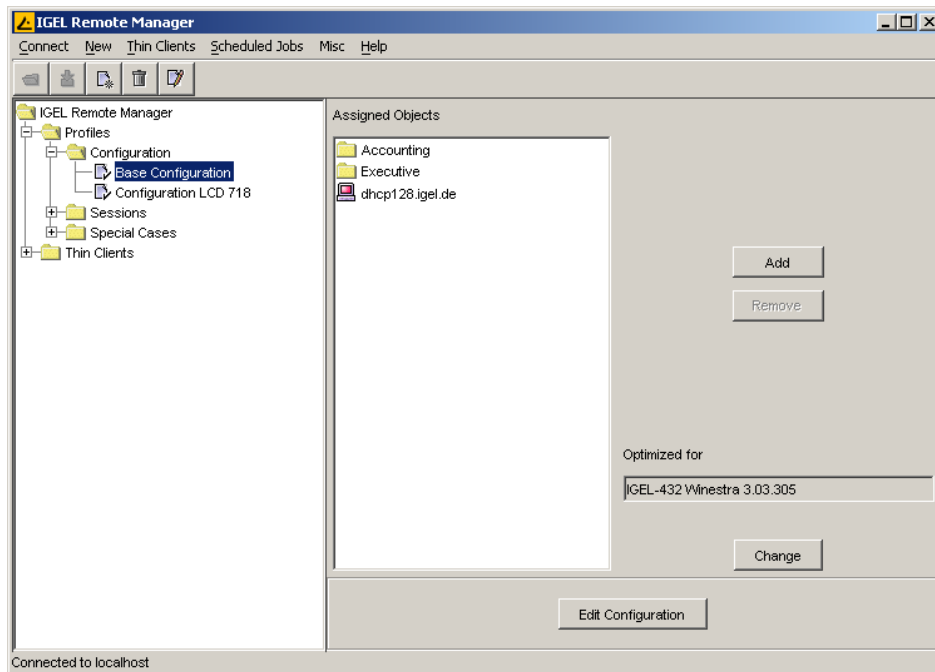 IGEL Remote Manager
Connect New Thin Clients Scheduled Jobs Misc Help
IGEL Remote Manager
Profiles
Configuration
Base Configuration
Configuration LCD 718
Sessions
Special Cases
Thin Clients
Assigned Objects
Accounting
Executive
dhcp128.igel.de
Add
Remove
Optimized for
IGEL-432 Winestra 3.03.305
Change
Edit Configuration
Connected to localhost